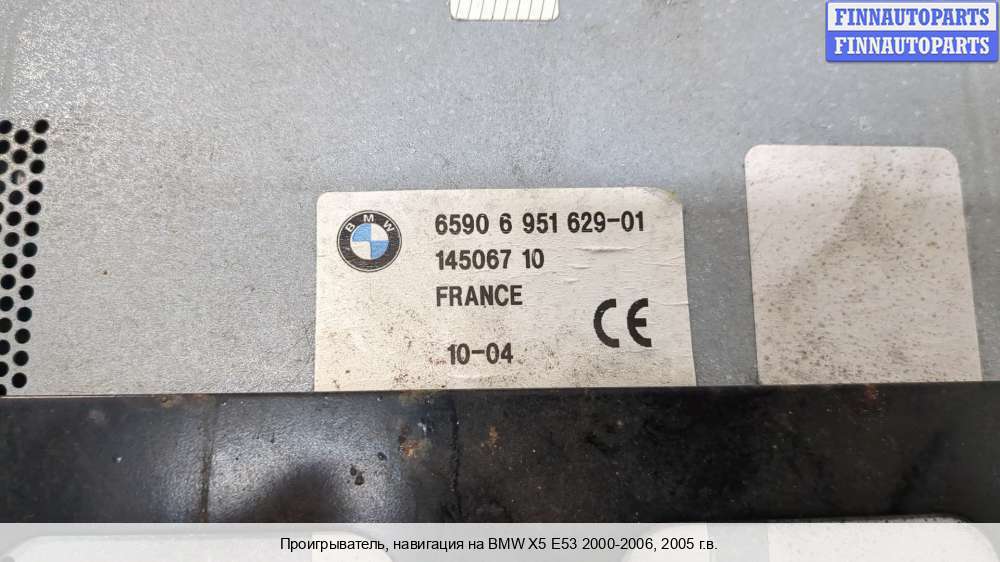 FINNAUTOPARTS
FINNAUTOPARTS
BMW
6590 6 951 629-01
145067 10
FRANCE
CE
10-04
Проигрыватель, навигация на BMW X5 E53 2000-2006, 2005 г.в.